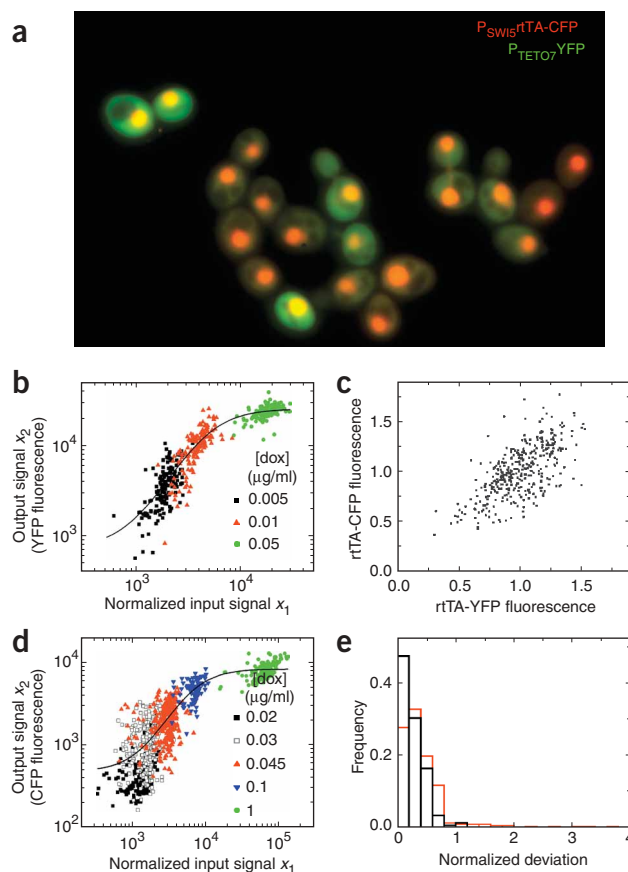 a
P_SWI5 rtTA-CFP
P_TETO7 YFP
b
Output signal x2
(YFP fluorescence)
10^4
10^3
10^3
10^4
Normalized input signal x1
[dox]
(μg/ml)
0.005
0.01
0.05
c
rtTA-CFP fluorescence
1.5
1.0
0.5
0.0
0.0
0.5
1.0
1.5
rtTA-YFP fluorescence
d
Output signal x2
(CFP fluorescence)
10^4
10^3
10^2
10^3
10^4
10^5
Normalized input signal x1
[dox]
(μg/ml)
0.02
0.03
0.045
0.1
1
e
Frequency
0.4
0.2
0.0
0
1
2
3
4
Normalized deviation